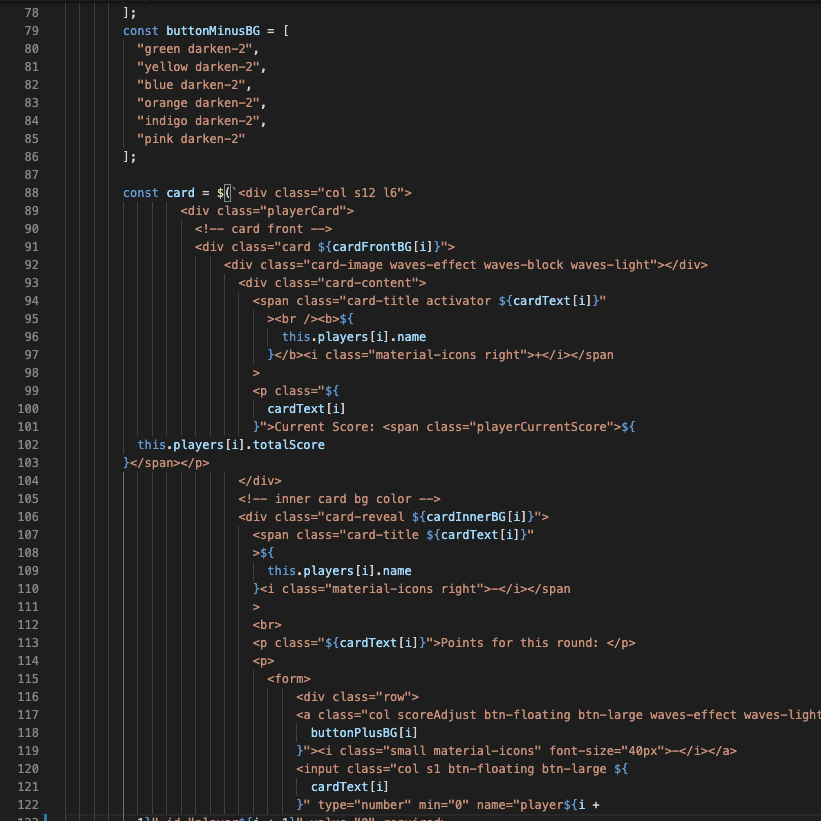 78 ];
79 const buttonMinusBG = [
80 "green darken-2",
81 "yellow darken-2",
82 "blue darken-2",
83 "orange darken-2",
84 "indigo darken-2",
85 "pink darken-2"
86 ];
87
88 const card = $(`<div class="col s12 l6">
89 <div class="playerCard">
90 <!-- card front -->
91 <div class="card ${cardFrontBG[i]}">
92 <div class="card-image waves-effect waves-block waves-light"></div>
93 <div class="card-content">
94 <span class="card-title activator ${cardText[i]}"
95 ><br /><b>${
96 this.players[i].name
97 }</b><i class="material-icons right">+</i></span
98 >
99 <p class="${
100 cardText[i]
101 }">Current Score: <span class="playerCurrentScore">${
102 this.players[i].totalScore
103 }</span></p>
104 </div>
105 <!-- inner card bg color -->
106 <div class="card-reveal ${cardInnerBG[i]}">
107 <span class="card-title ${cardText[i]}"
108 >${
109 this.players[i].name
110 }<i class="material-icons right">-</i></span
111 >
112 <br>
113 <p class="${cardText[i]}">Points for this round: </p>
114 <p>
115 <form>
116 <div class="row">
117 <a class="col scoreAdjust btn-floating btn-large waves-effect waves-light
118 buttonPlusBG[i]
119 }"><i class="small material-icons" font-size="40px">-</i></a>
120 <input class="col s1 btn-floating btn-large ${
121 cardText[i]
122 }" type="number" min="0" name="player${i +
123 1}" id="player${i + 1}" value="0" required>